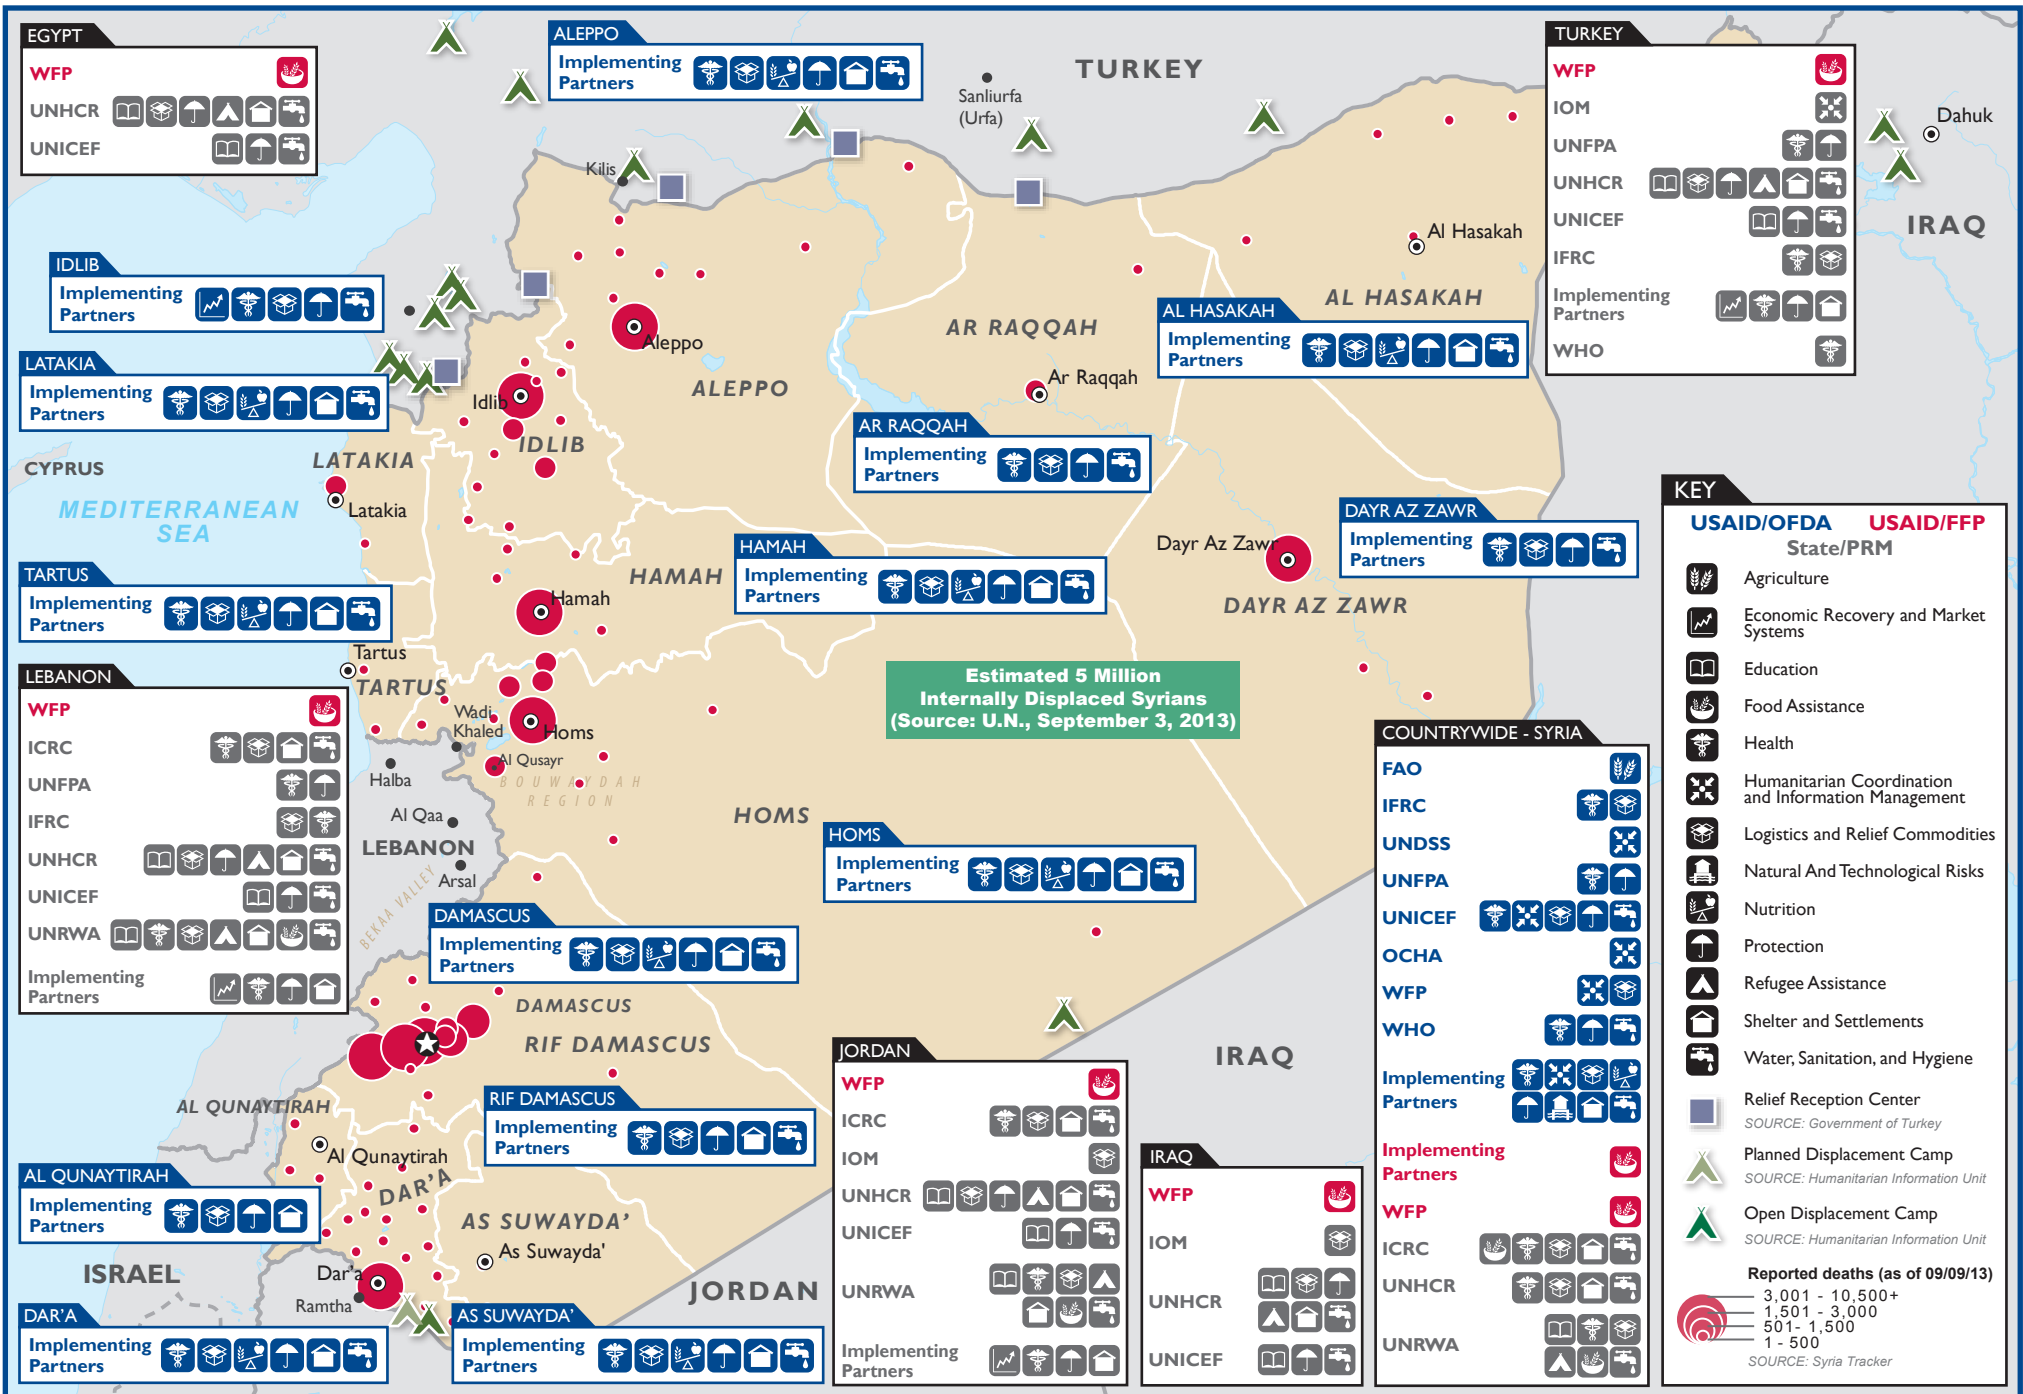 EGYPT
WFP
UNHCR
UNICEF
ALEPPO
Implementing
Partners
TURKEY
Sanliurfa
(Urfa)
Kilis
TURKEY
WFP
IOM
UNFPA
UNHCR
UNICEF
IFRC
Implementing
Partners
WHO
Dahuk
IRAQ
IDLIB
Implementing
Partners
LATAKIA
Implementing
Partners
Al Hasakah
AL HASAKAH
AL HASAKAH
Implementing
Partners
AR RAQQAH
Ar Raqqah
AR RAQQAH
Implementing
Partners
Aleppo
ALEPPO
Idlib
IDLIB
CYPRUS
LATAKIA
Latakia
MEDITERRANEAN
SEA
TARTUS
Implementing
Partners
HAMAH
Hamah
HAMAH
Implementing
Partners
Dayr Az Zawr
DAYR AZ ZAWR
DAYR AZ ZAWR
Implementing
Partners
Tartus
TARTUS
Estimated 5 Million
Internally Displaced Syrians
(Source: U.N., September 3, 2013)
LEBANON
WFP
ICRC
UNFPA
IFRC
UNHCR
UNICEF
UNRWA
Implementing
Partners
Wadi
Khaled
Homs
Al Qusayr
BOUWAYDAH
REGION
Halba
Al Qaa
LEBANON
Arsal
BEKAA VALLEY
HOMS
HOMS
Implementing
Partners
DAMASCUS
Implementing
Partners
DAMASCUS
RIF DAMASCUS
RIF DAMASCUS
Implementing
Partners
AL QUNAYTIRAH
Al Qunaytirah
AL QUNAYTIRAH
Implementing
Partners
DAR'A
AS SUWAYDA'
As Suwayda'
ISRAEL
Dar'a
Ramtha
JORDAN
DAR'A
Implementing
Partners
AS SUWAYDA'
Implementing
Partners
JORDAN
WFP
ICRC
IOM
UNHCR
UNICEF
UNRWA
Implementing
Partners
IRAQ
IRAQ
WFP
IOM
UNHCR
UNICEF
COUNTRYWIDE - SYRIA
FAO
IFRC
UNDSS
UNFPA
UNICEF
OCHA
WFP
WHO
Implementing
Partners
Implementing
Partners
WFP
ICRC
UNHCR
UNRWA
KEY
USAID/OFDA USAID/FFP
State/PRM
Agriculture
Economic Recovery and Market
Systems
Education
Food Assistance
Health
Humanitarian Coordination
and Information Management
Logistics and Relief Commodities
Natural And Technological Risks
Nutrition
Protection
Refugee Assistance
Shelter and Settlements
Water, Sanitation, and Hygiene
Relief Reception Center
SOURCE: Government of Turkey
Planned Displacement Camp
SOURCE: Humanitarian Information Unit
Open Displacement Camp
SOURCE: Humanitarian Information Unit
Reported deaths (as of 09/09/13)
3,001 - 10,500+
1,501 - 3,000
501- 1,500
1 - 500
SOURCE: Syria Tracker